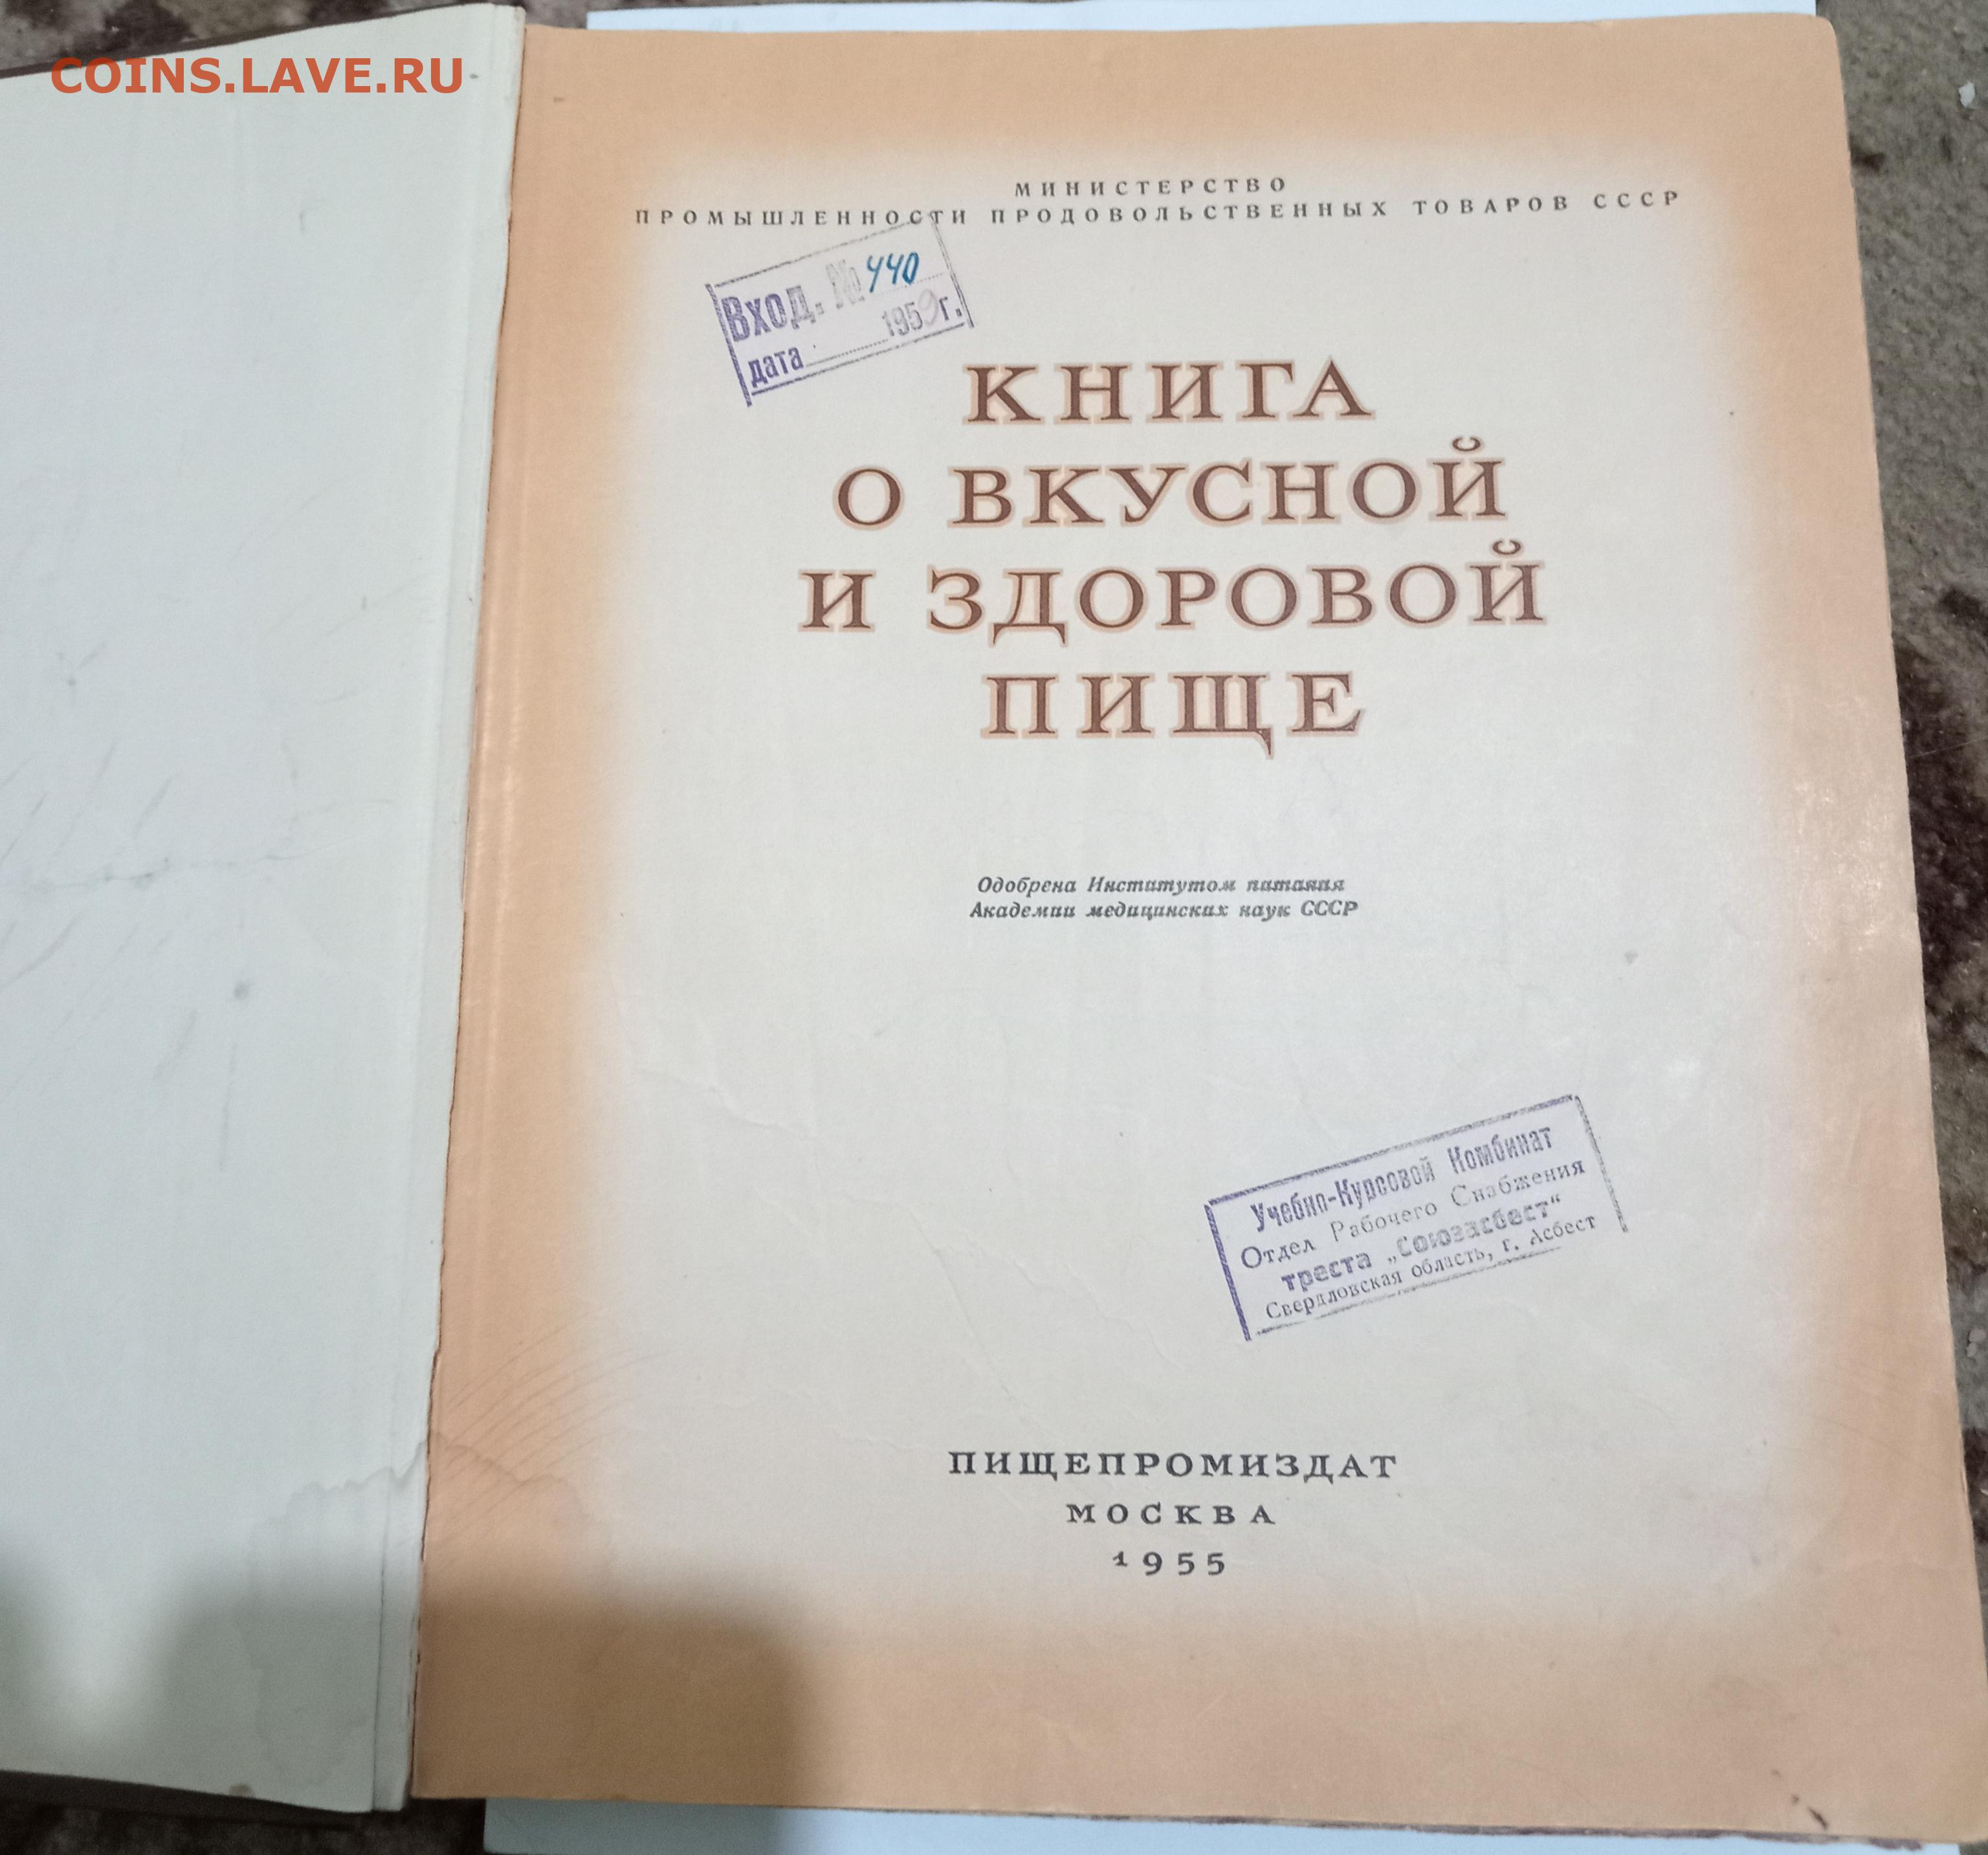 COINS.LAVE.RU
МИНИСТЕРСТВО
ПРОМЫШЛЕННОСТИ ПРОДОВОЛЬСТВЕННЫХ ТОВАРОВ СССР
Вход. № 440
дата 1959г.
КНИГА
О ВКУСНОЙ
И ЗДОРОВОЙ
ПИЩЕ
Одобрена Институтом питания
Академии медицинских наук СССР
Учебно-Курсовой Комбинат
Отдел Рабочего Снабжения
треста „Союзасбест“
Свердловская область, г. Асбест
ПИЩЕПРОМИЗДАТ
МОСКВА
1955